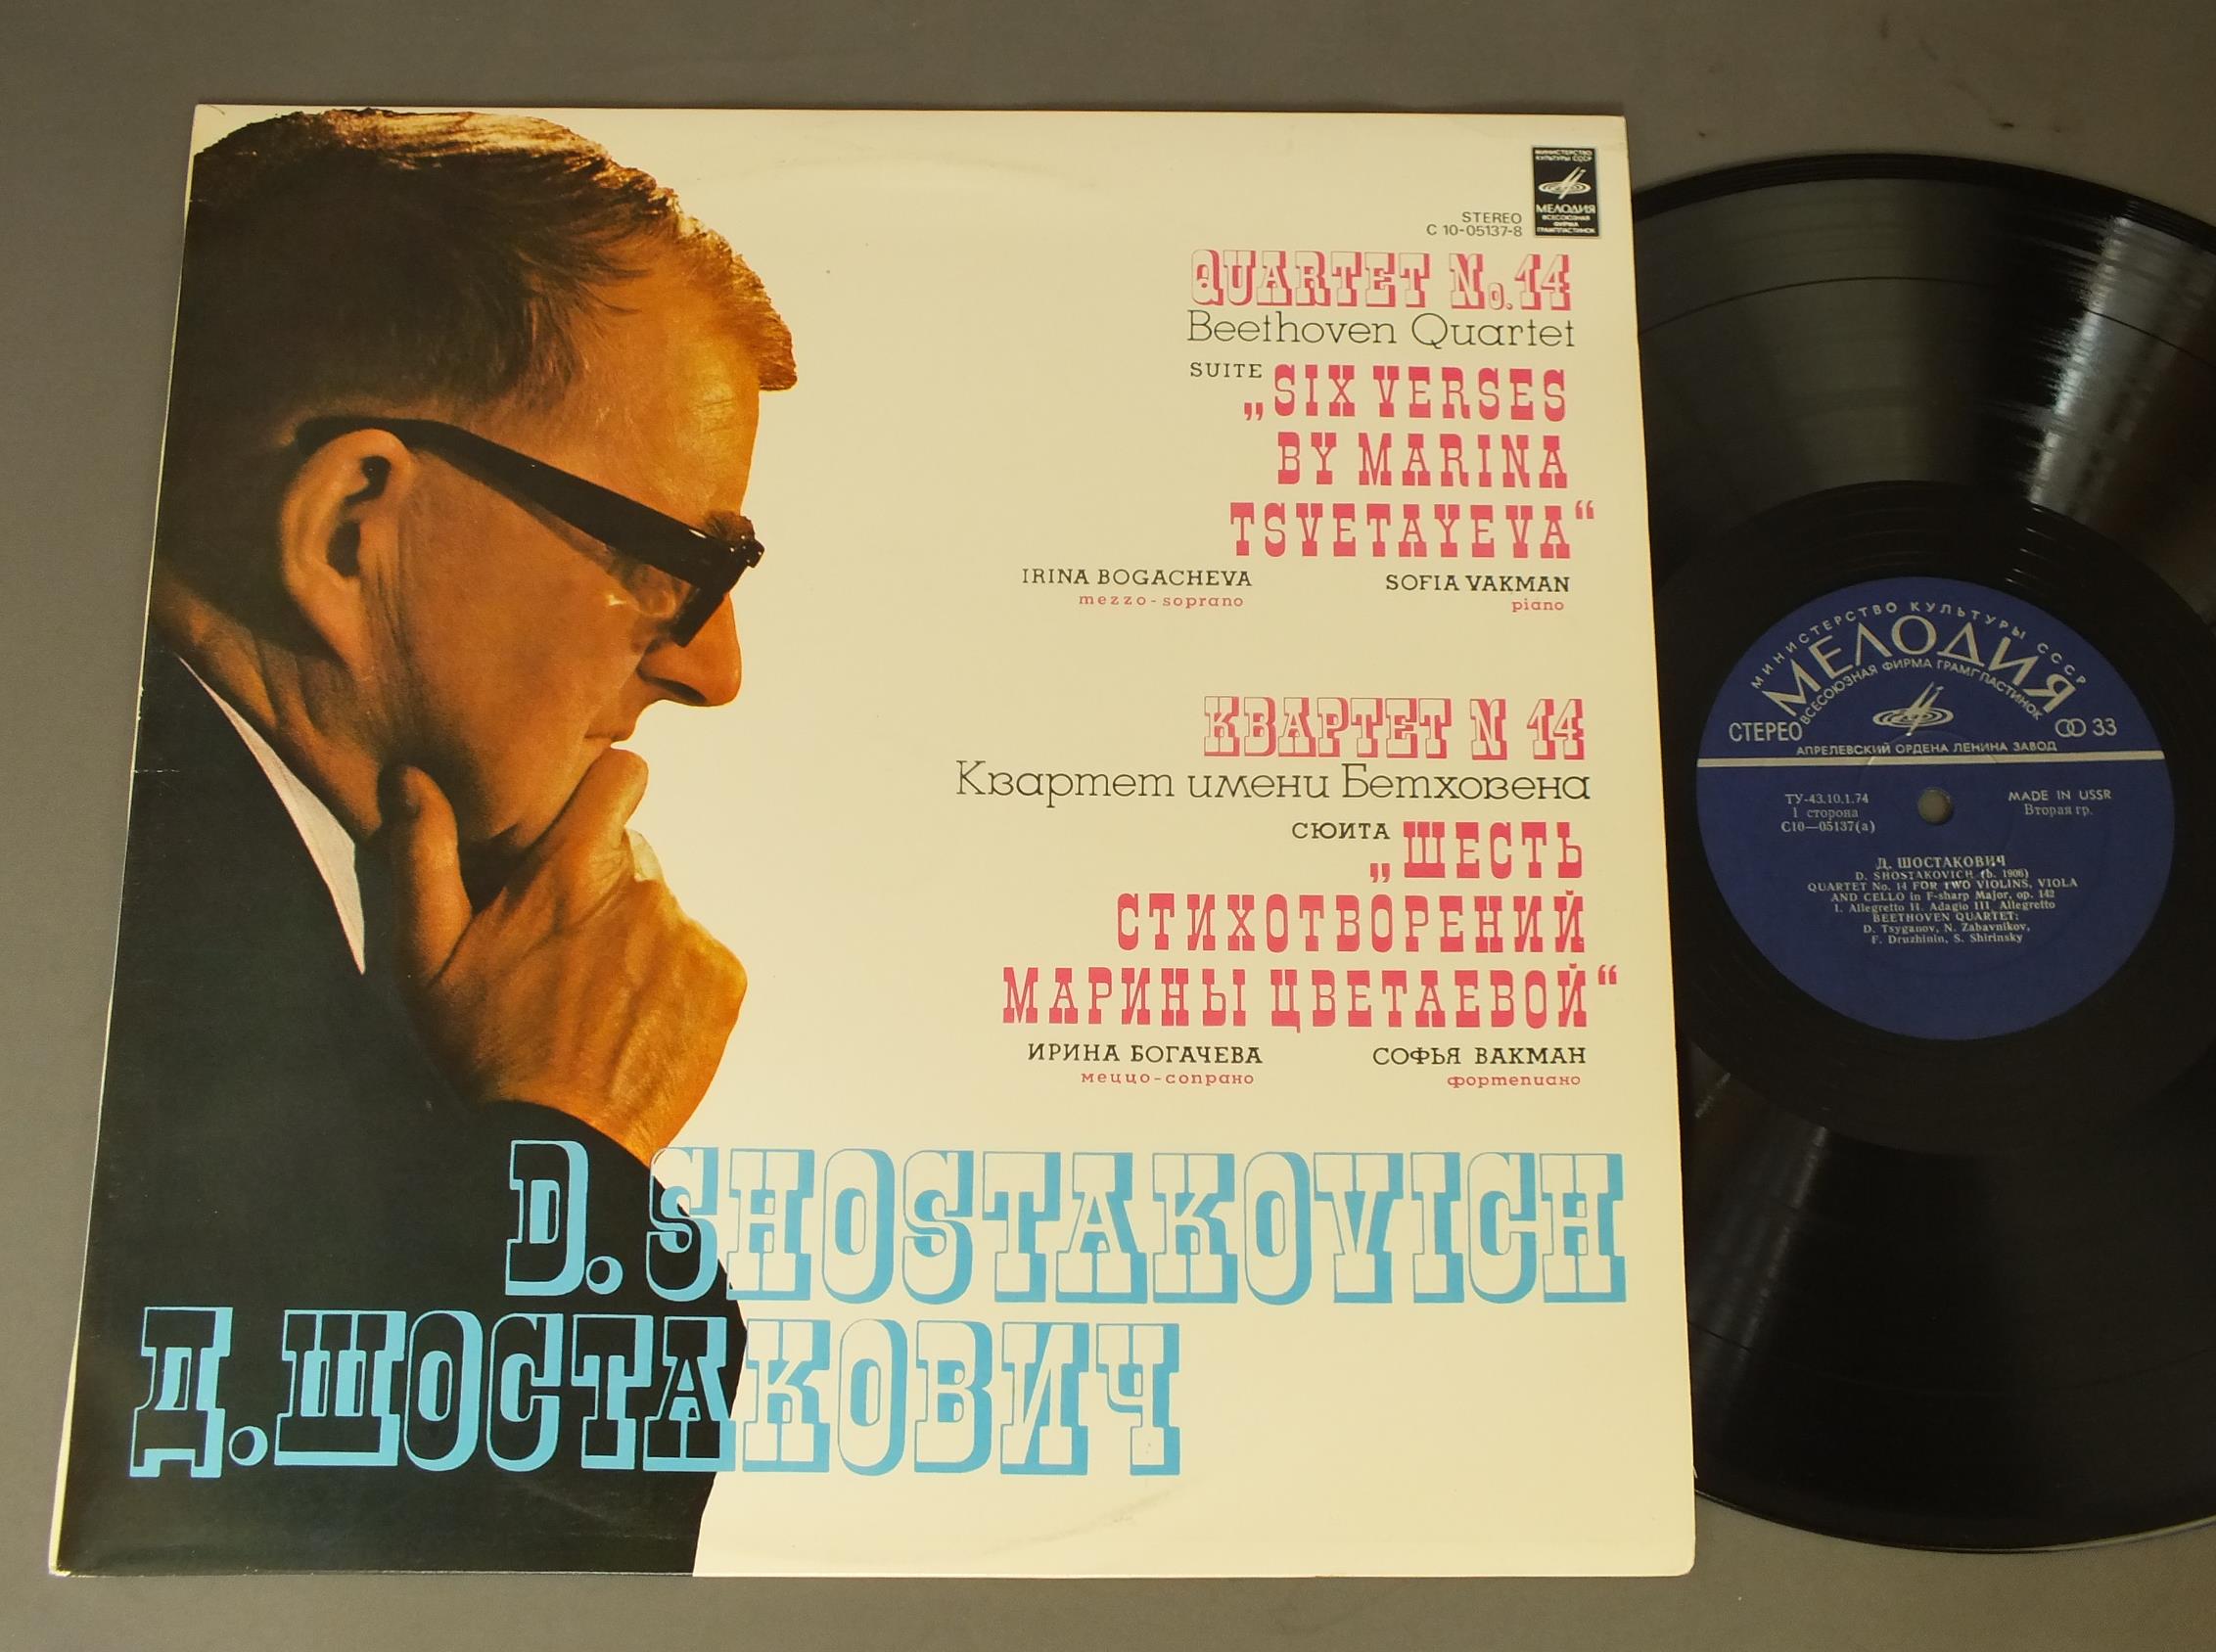 МИНИСТЕРСТВО
КУЛЬТУРЫ СССР
МЕЛОДИЯ
ВСЕСОЮЗНАЯ
ФИРМА
ГРАМПЛАСТИНОК
STEREO
C 10-05137-8
QUARTET No. 14
Beethoven Quartet
SUITE „SIX VERSES
BY MARINA
TSVETAYEVA“
IRINA BOGACHEVA SOFIA VAKMAN
mezzo-soprano piano
КВАРТЕТ N 14
Квартет имени Бетховена
СЮИТА „ШЕСТЬ
СТИХОТВОРЕНИЙ
МАРИНЫ ЦВЕТАЕВОЙ“
ИРИНА БОГАЧЕВА СОФЬЯ ВАКМАН
меццо-сопрано фортепиано
D. SHOSTAKOVICH
Д. ШОСТАКОВИЧ
МИНИСТЕРСТВО КУЛЬТУРЫ СССР
МЕЛОДИЯ
ВСЕСОЮЗНАЯ ФИРМА ГРАМПЛАСТИНОК
СТЕРЕО 33
АПРЕЛЕВСКИЙ ОРДЕНА ЛЕНИНА ЗАВОД
ТУ-43.10.1.74 MADE IN USSR
1 сторона Вторая гр.
С10—05137(а)
Д. ШОСТАКОВИЧ
D. SHOSTAKOVICH (b. 1906)
QUARTET No. 14 FOR TWO VIOLINS, VIOLA
AND CELLO in F-sharp Major, op. 142
I. Allegretto II. Adagio III. Allegretto
BEETHOVEN QUARTET:
D. Tsyganov, N. Zabavnikov,
F. Druzhinin, S. Shirinsky